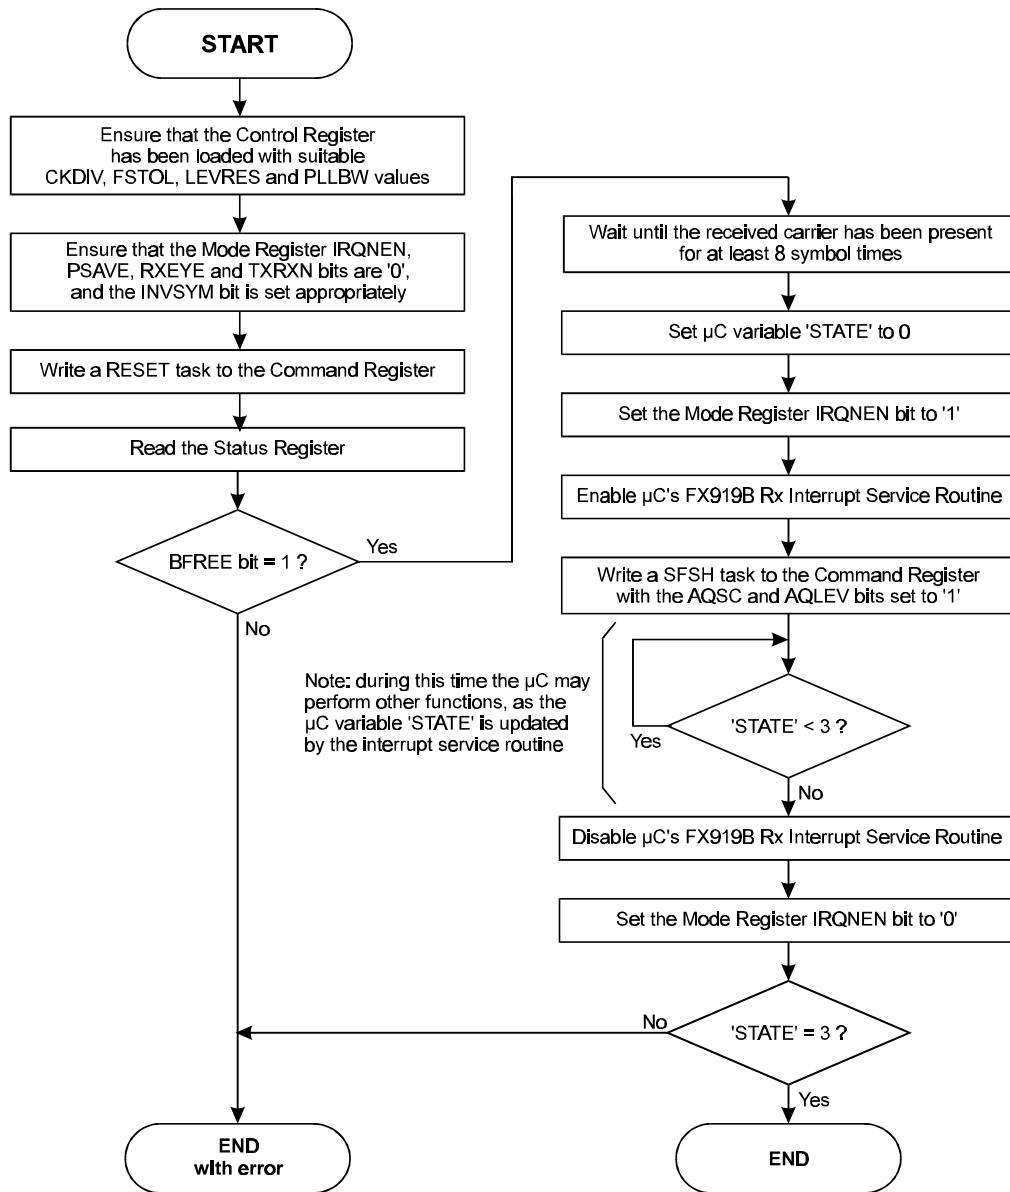 START
Ensure that the Control Register
has been loaded with suitable
CKDIV, FSTOL, LEVRES and PLLBW values
Ensure that the Mode Register IRQNEN,
PSAVE, RXEYE and TXRXN bits are '0',
and the INVSYM bit is set appropriately
Write a RESET task to the Command Register
Read the Status Register
BFREE bit = 1 ?
Yes
No
Wait until the received carrier has been present
for at least 8 symbol times
Set µC variable 'STATE' to 0
Set the Mode Register IRQNEN bit to '1'
Enable µC's FX919B Rx Interrupt Service Routine
Write a SFSH task to the Command Register
with the AQSC and AQLEV bits set to '1'
Note: during this time the µC may
perform other functions, as the
µC variable 'STATE' is updated
by the interrupt service routine
'STATE' < 3 ?
Yes
No
Disable µC's FX919B Rx Interrupt Service Routine
Set the Mode Register IRQNEN bit to '0'
'STATE' = 3 ?
No
Yes
END
with error
END